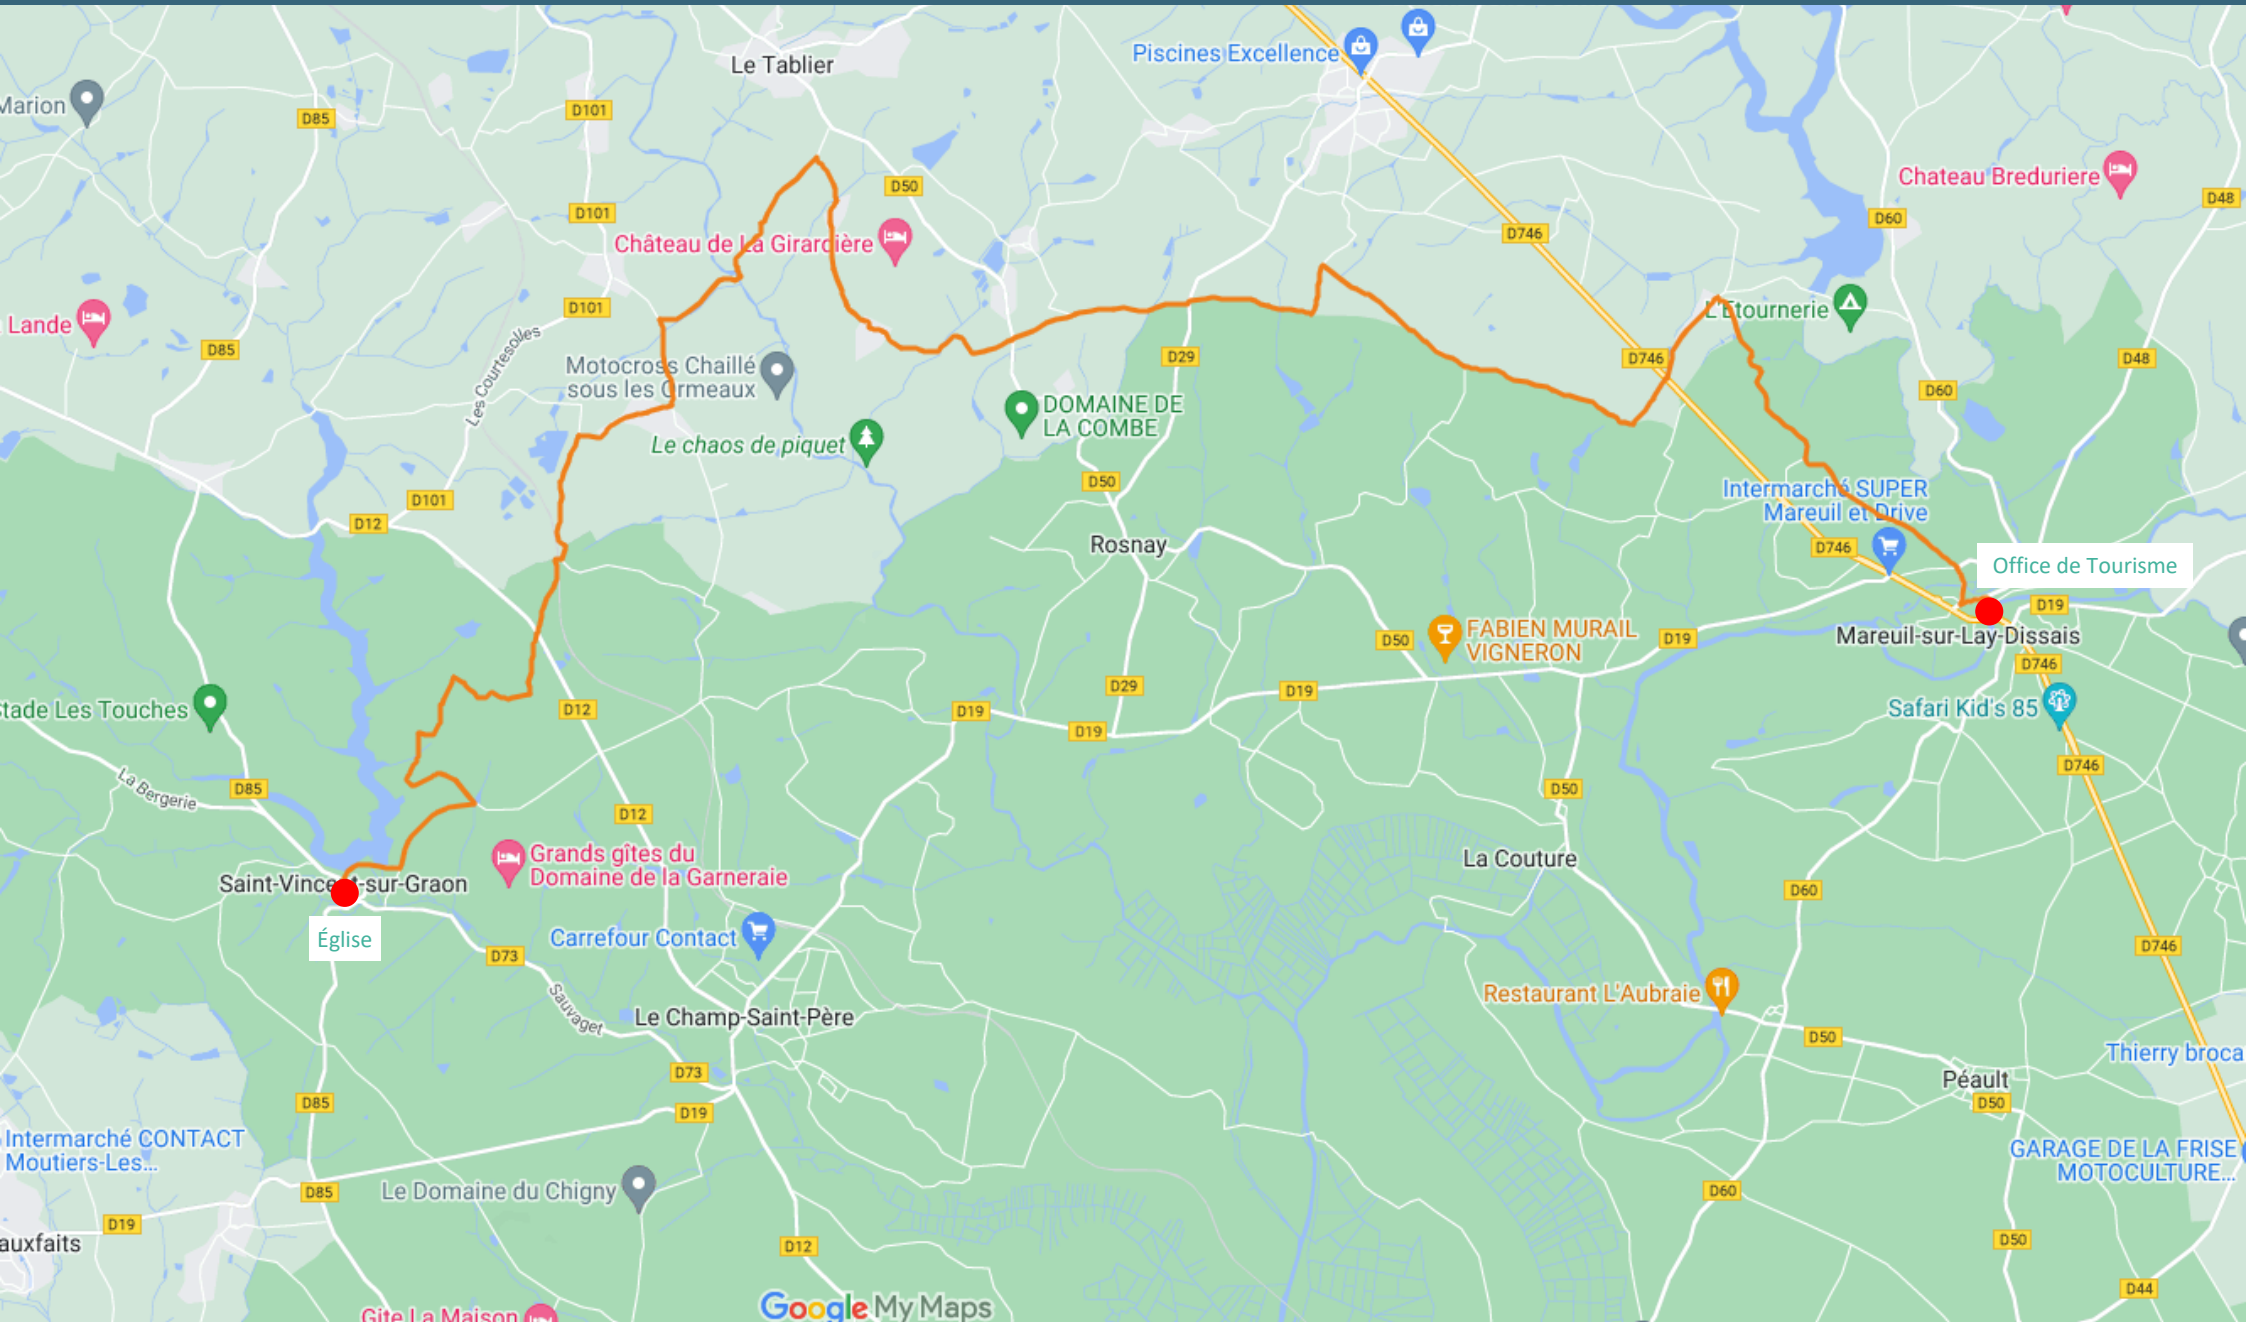 Le Tablier
Piscines Excellence
Marion
D85
D101
Chateau Breduriere
D50
D48
D101
D60
D746
Château de La Girardière
D101
L'Etournerie
Lande
D85
Les Courtesolles
D29
D746
D48
Motocross Chaillé
sous les Ormeaux
D60
DOMAINE DE
LA COMBE
Le chaos de piquet
D50
Intermarché SUPER
Mareuil et Drive
D101
D12
Rosnay
D746
Office de Tourisme
D19
FABIEN MURAIL
VIGNERON
D50
D19
Mareuil-sur-Lay-Dissais
D746
D29
D19
Stade Les Touches
D12
D19
D19
Safari Kid's 85
D746
La Bergerie
D85
D50
D12
Grands gîtes du
Domaine de la Garneraie
La Couture
Saint-Vincent-sur-Graon
D60
Église
Carrefour Contact
D746
D73
Restaurant L'Aubraie
Sauvaget
Le Champ-Saint-Père
D50
Thierry broca
D73
Péault
D50
D85
D19
Intermarché CONTACT
Moutiers-Les...
GARAGE DE LA FRISE
MOTOCULTURE...
D85
Le Domaine du Chigny
D60
D19
auxfaits
D12
D50
D44
Google My Maps
Gite La Maison